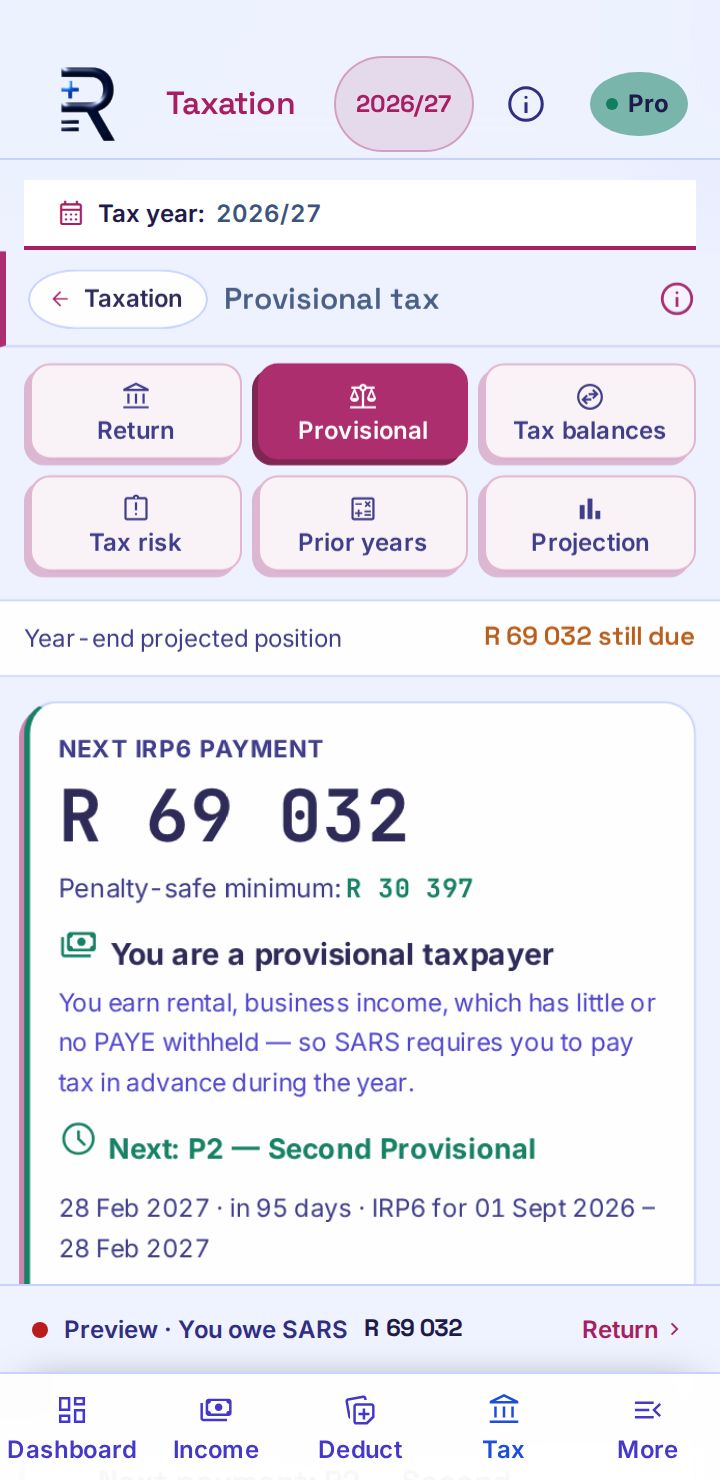 Taxation
2026/27
Pro
Tax year: 2026/27
Taxation
Provisional tax
Return
Provisional
Tax balances
Tax risk
Prior years
Projection
Year-end projected position
R 69 032 still due
NEXT IRP6 PAYMENT
R 69 032
Penalty-safe minimum: R 30 397
You are a provisional taxpayer
You earn rental, business income, which has little or
no PAYE withheld — so SARS requires you to pay
tax in advance during the year.
Next: P2 — Second Provisional
28 Feb 2027 · in 95 days · IRP6 for 01 Sept 2026 –
28 Feb 2027
Preview · You owe SARS R 69 032
Return
Dashboard
Income
Deduct
Tax
More